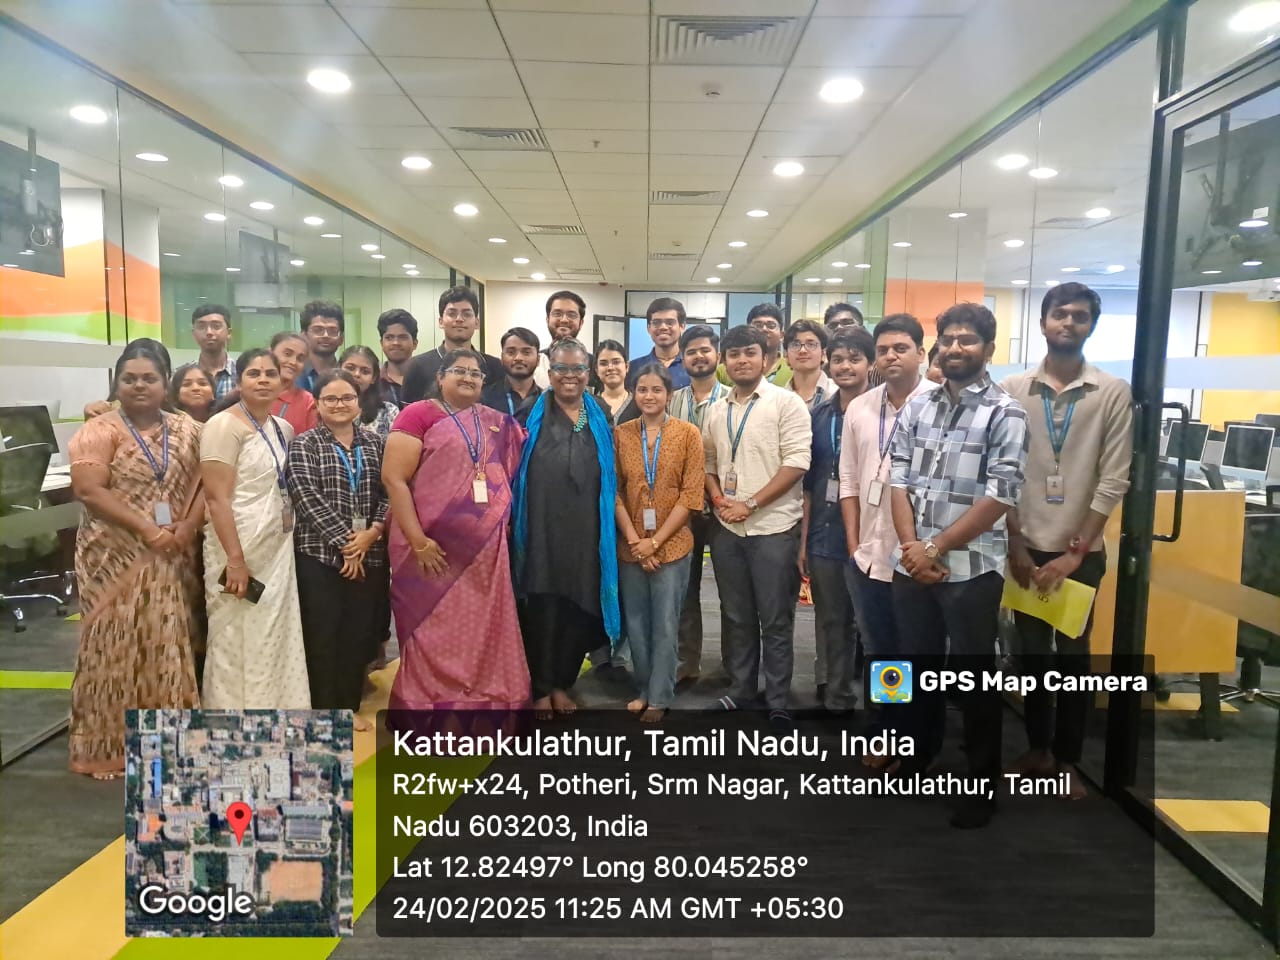 GPS Map Camera
Kattankulathur, Tamil Nadu, India
R2fw+x24, Potheri, Srm Nagar, Kattankulathur, Tamil
Nadu 603203, India
Lat 12.82497° Long 80.045258°
24/02/2025 11:25 AM GMT +05:30
Google